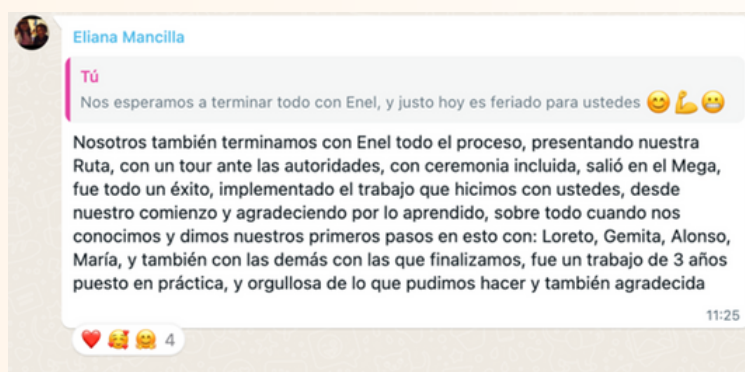 Eliana Mancilla
Tú
Nos esperamos a terminar todo con Enel, y justo hoy es feriado para ustedes 😊💪😬
Nosotros también terminamos con Enel todo el proceso, presentando nuestra
Ruta, con un tour ante las autoridades, con ceremonia incluida, salió en el Mega,
fue todo un éxito, implementado el trabajo que hicimos con ustedes, desde
nuestro comienzo y agradeciendo por lo aprendido, sobre todo cuando nos
conocimos y dimos nuestros primeros pasos en esto con: Loreto, Gemita, Alonso,
María, y también con las demás con las que finalizamos, fue un trabajo de 3 años
puesto en práctica, y orgullosa de lo que pudimos hacer y también agradecida
11:25
❤️🥰🤗 4